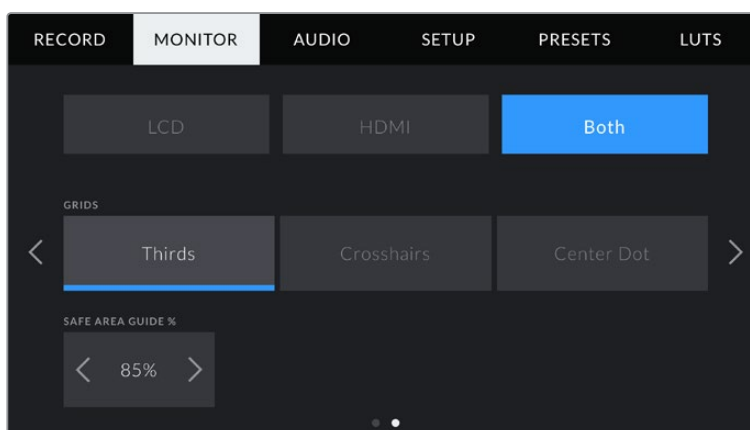 RECORD MONITOR AUDIO SETUP PRESETS LUTS
LCD HDMI Both
GRIDS
Thirds Crosshairs Center Dot
SAFE AREA GUIDE %
85%